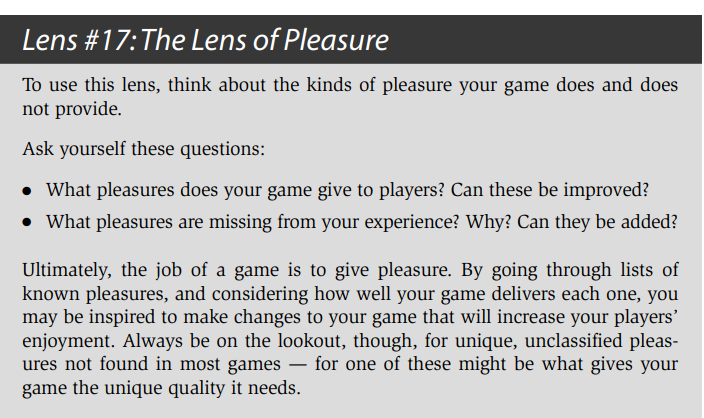 Lens #17: The Lens of Pleasure
To use this lens, think about the kinds of pleasure your game does and does
not provide.
Ask yourself these questions:
● What pleasures does your game give to players? Can these be improved?
● What pleasures are missing from your experience? Why? Can they be added?
Ultimately, the job of a game is to give pleasure. By going through lists of
known pleasures, and considering how well your game delivers each one, you
may be inspired to make changes to your game that will increase your players’
enjoyment. Always be on the lookout, though, for unique, unclassified pleas-
ures not found in most games — for one of these might be what gives your
game the unique quality it needs.